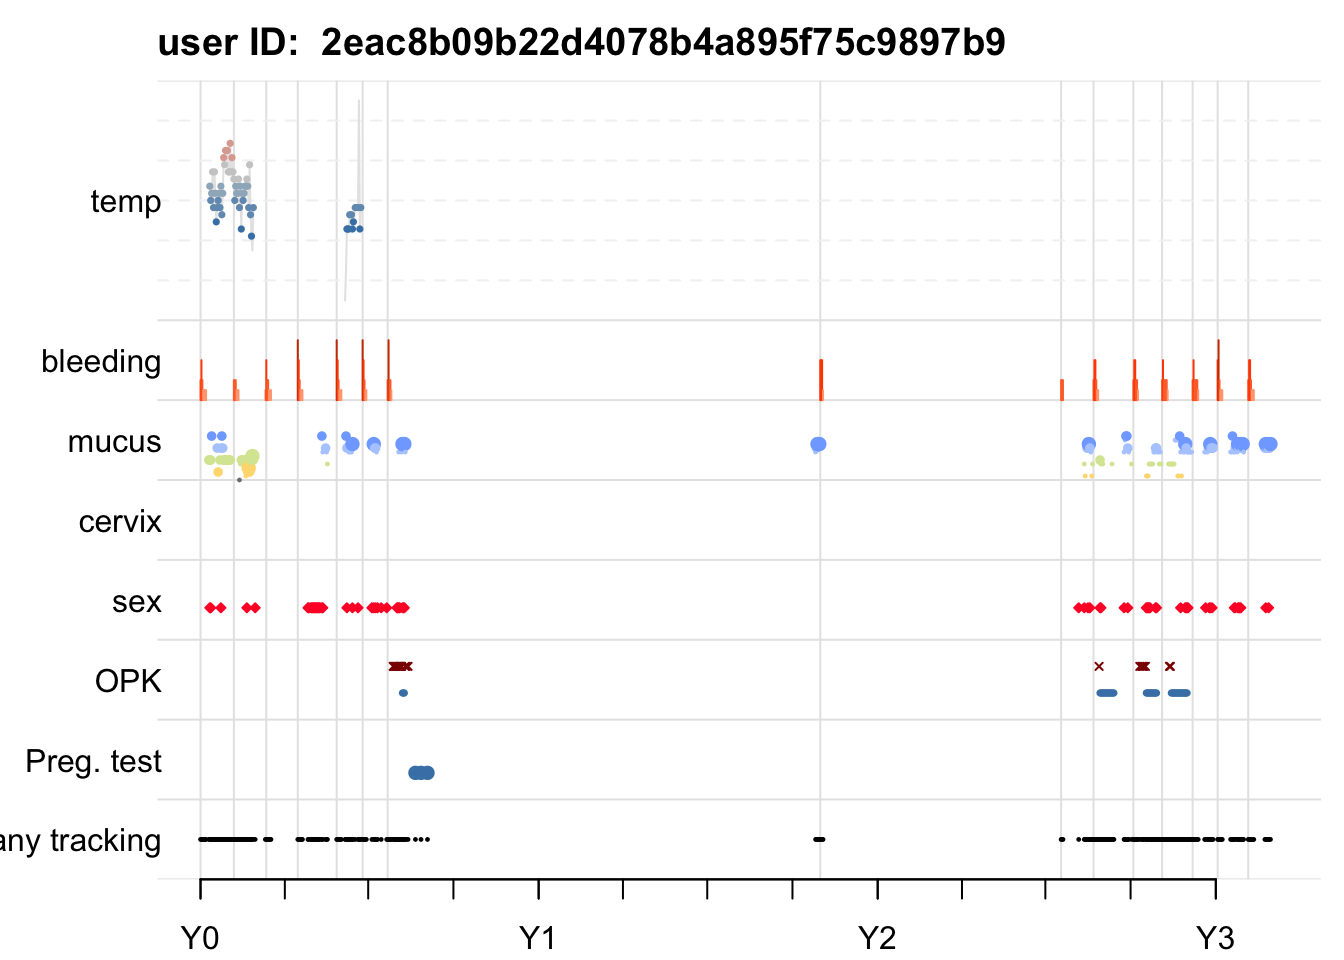 user ID:  2eac8b09b22d4078b4a895f75c9897b9
temp
bleeding
mucus
cervix
sex
OPK
Preg. test
any tracking
Y0 Y1 Y2 Y3